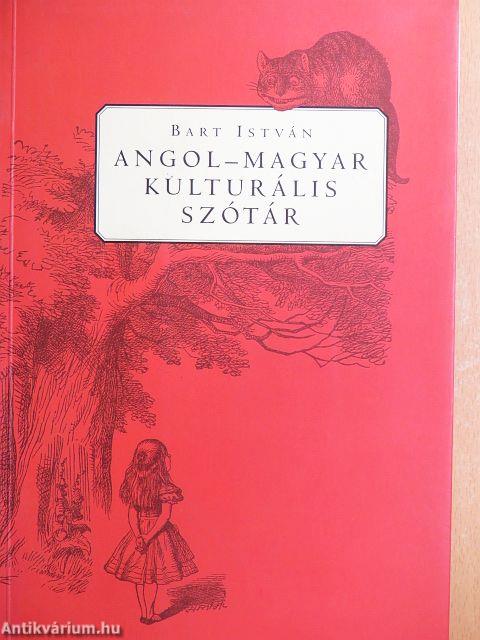 BART ISTVÁN
ANGOL–MAGYAR
KULTURÁLIS
SZÓTÁR
Antikvárium.hu